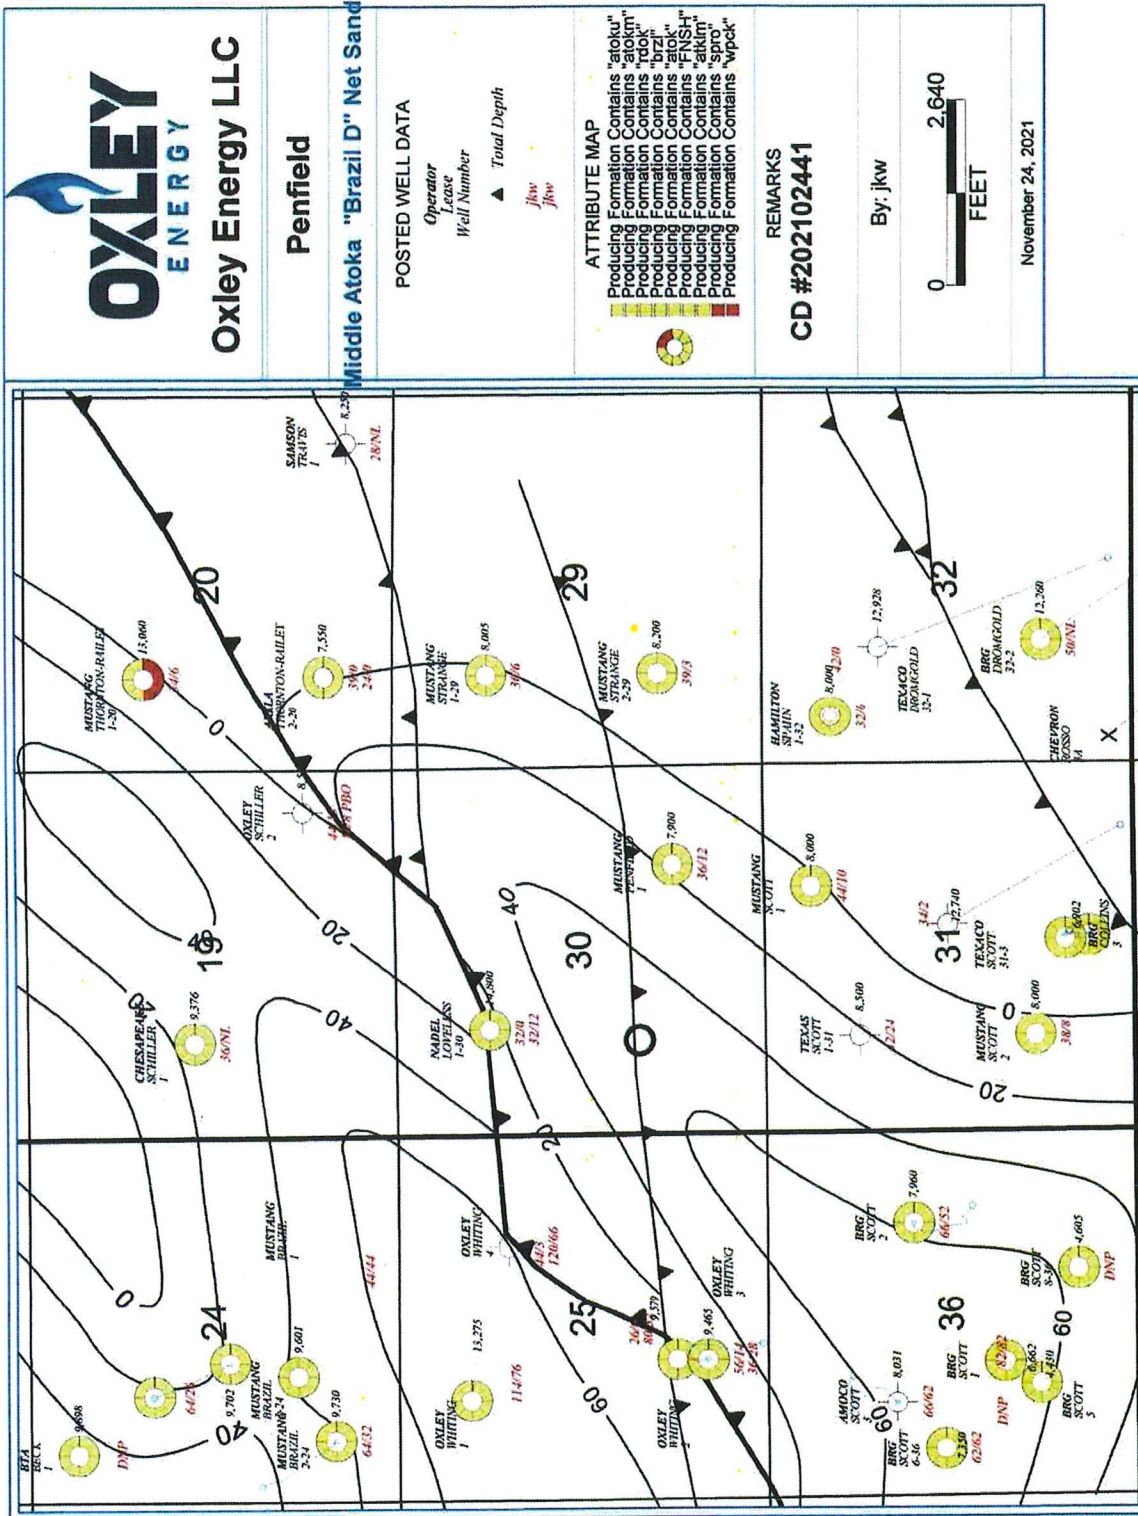 OXLEY
ENERGY
Oxley Energy LLC
Penfield
Middle Atoka "Brazil D" Net Sand
POSTED WELL DATA
Operator
Lease
Well Number
Total Depth
jkw
jkw
ATTRIBUTE MAP
Producing Formation Contains "atoku"
Producing Formation Contains "atokm"
Producing Formation Contains "rdok"
Producing Formation Contains "brzl"
Producing Formation Contains "atok"
Producing Formation Contains "FNSH"
Producing Formation Contains "atklm"
Producing Formation Contains "spro"
Producing Formation Contains "wpck"
REMARKS
CD #202102441
By: jkw
0 2,640
FEET
November 24, 2021
BTA
BECK
1
9,698
DNP
64/26
24
9,702
MUSTANG
BRAZIL
9,601
MUSTANG
BRAZIL
2-24
9,730
64/32
MUSTANG
BRAZIL
1
44/44
CHESAPEAKE
SCHILLER
1
9,376
36/NL
19
OXLEY
SCHILLER
2
MUSTANG
1-20
13,060
20
THORNTON-RAILEY
2-20
7,550
39/0
24/0
SAMSON
TRAVIS
1
8,250
28/NL
OXLEY
WHITING
1
13,275
114/76
OXLEY
WHITING
4
44/3
120/66
25
OXLEY
WHITING
9,579
9,465
56/14
36/28
OXLEY
WHITING
3
NADEL
LOVELESS
1-30
32/0
32/12
30
MUSTANG
1
7,900
36/12
MUSTANG
STRANGE
1-29
8,005
30/6
29
MUSTANG
STRANGE
2-29
8,200
39/3
AMOCO
SCOTT
8,031
66/62
BRG
SCOTT
6-36
7,350
62/62
BRG
SCOTT
1
82/82
6,662
DNP
36
BRG
SCOTT
5
4,430
BRG
SCOTT
2
7,960
66/52
BRG
SCOTT
4,605
DNP
TEXAS
SCOTT
1-31
8,500
MUSTANG
SCOTT
2
8,000
38/8
MUSTANG
SCOTT
1
8,000
44/10
31
34/2
12,740
TEXACO
SCOTT
31-3
BRG
COLLINS
3
HAMILTON
SPAIN
1-32
8,000
42/0
32/6
12,928
TEXACO
DROMGOLD
32-1
32
BRG
DROMGOLD
32-2
12,260
50/NL
CHEVRON
ROSSO
X
0
40
20
40
0
40
20
60
60
20
0
60